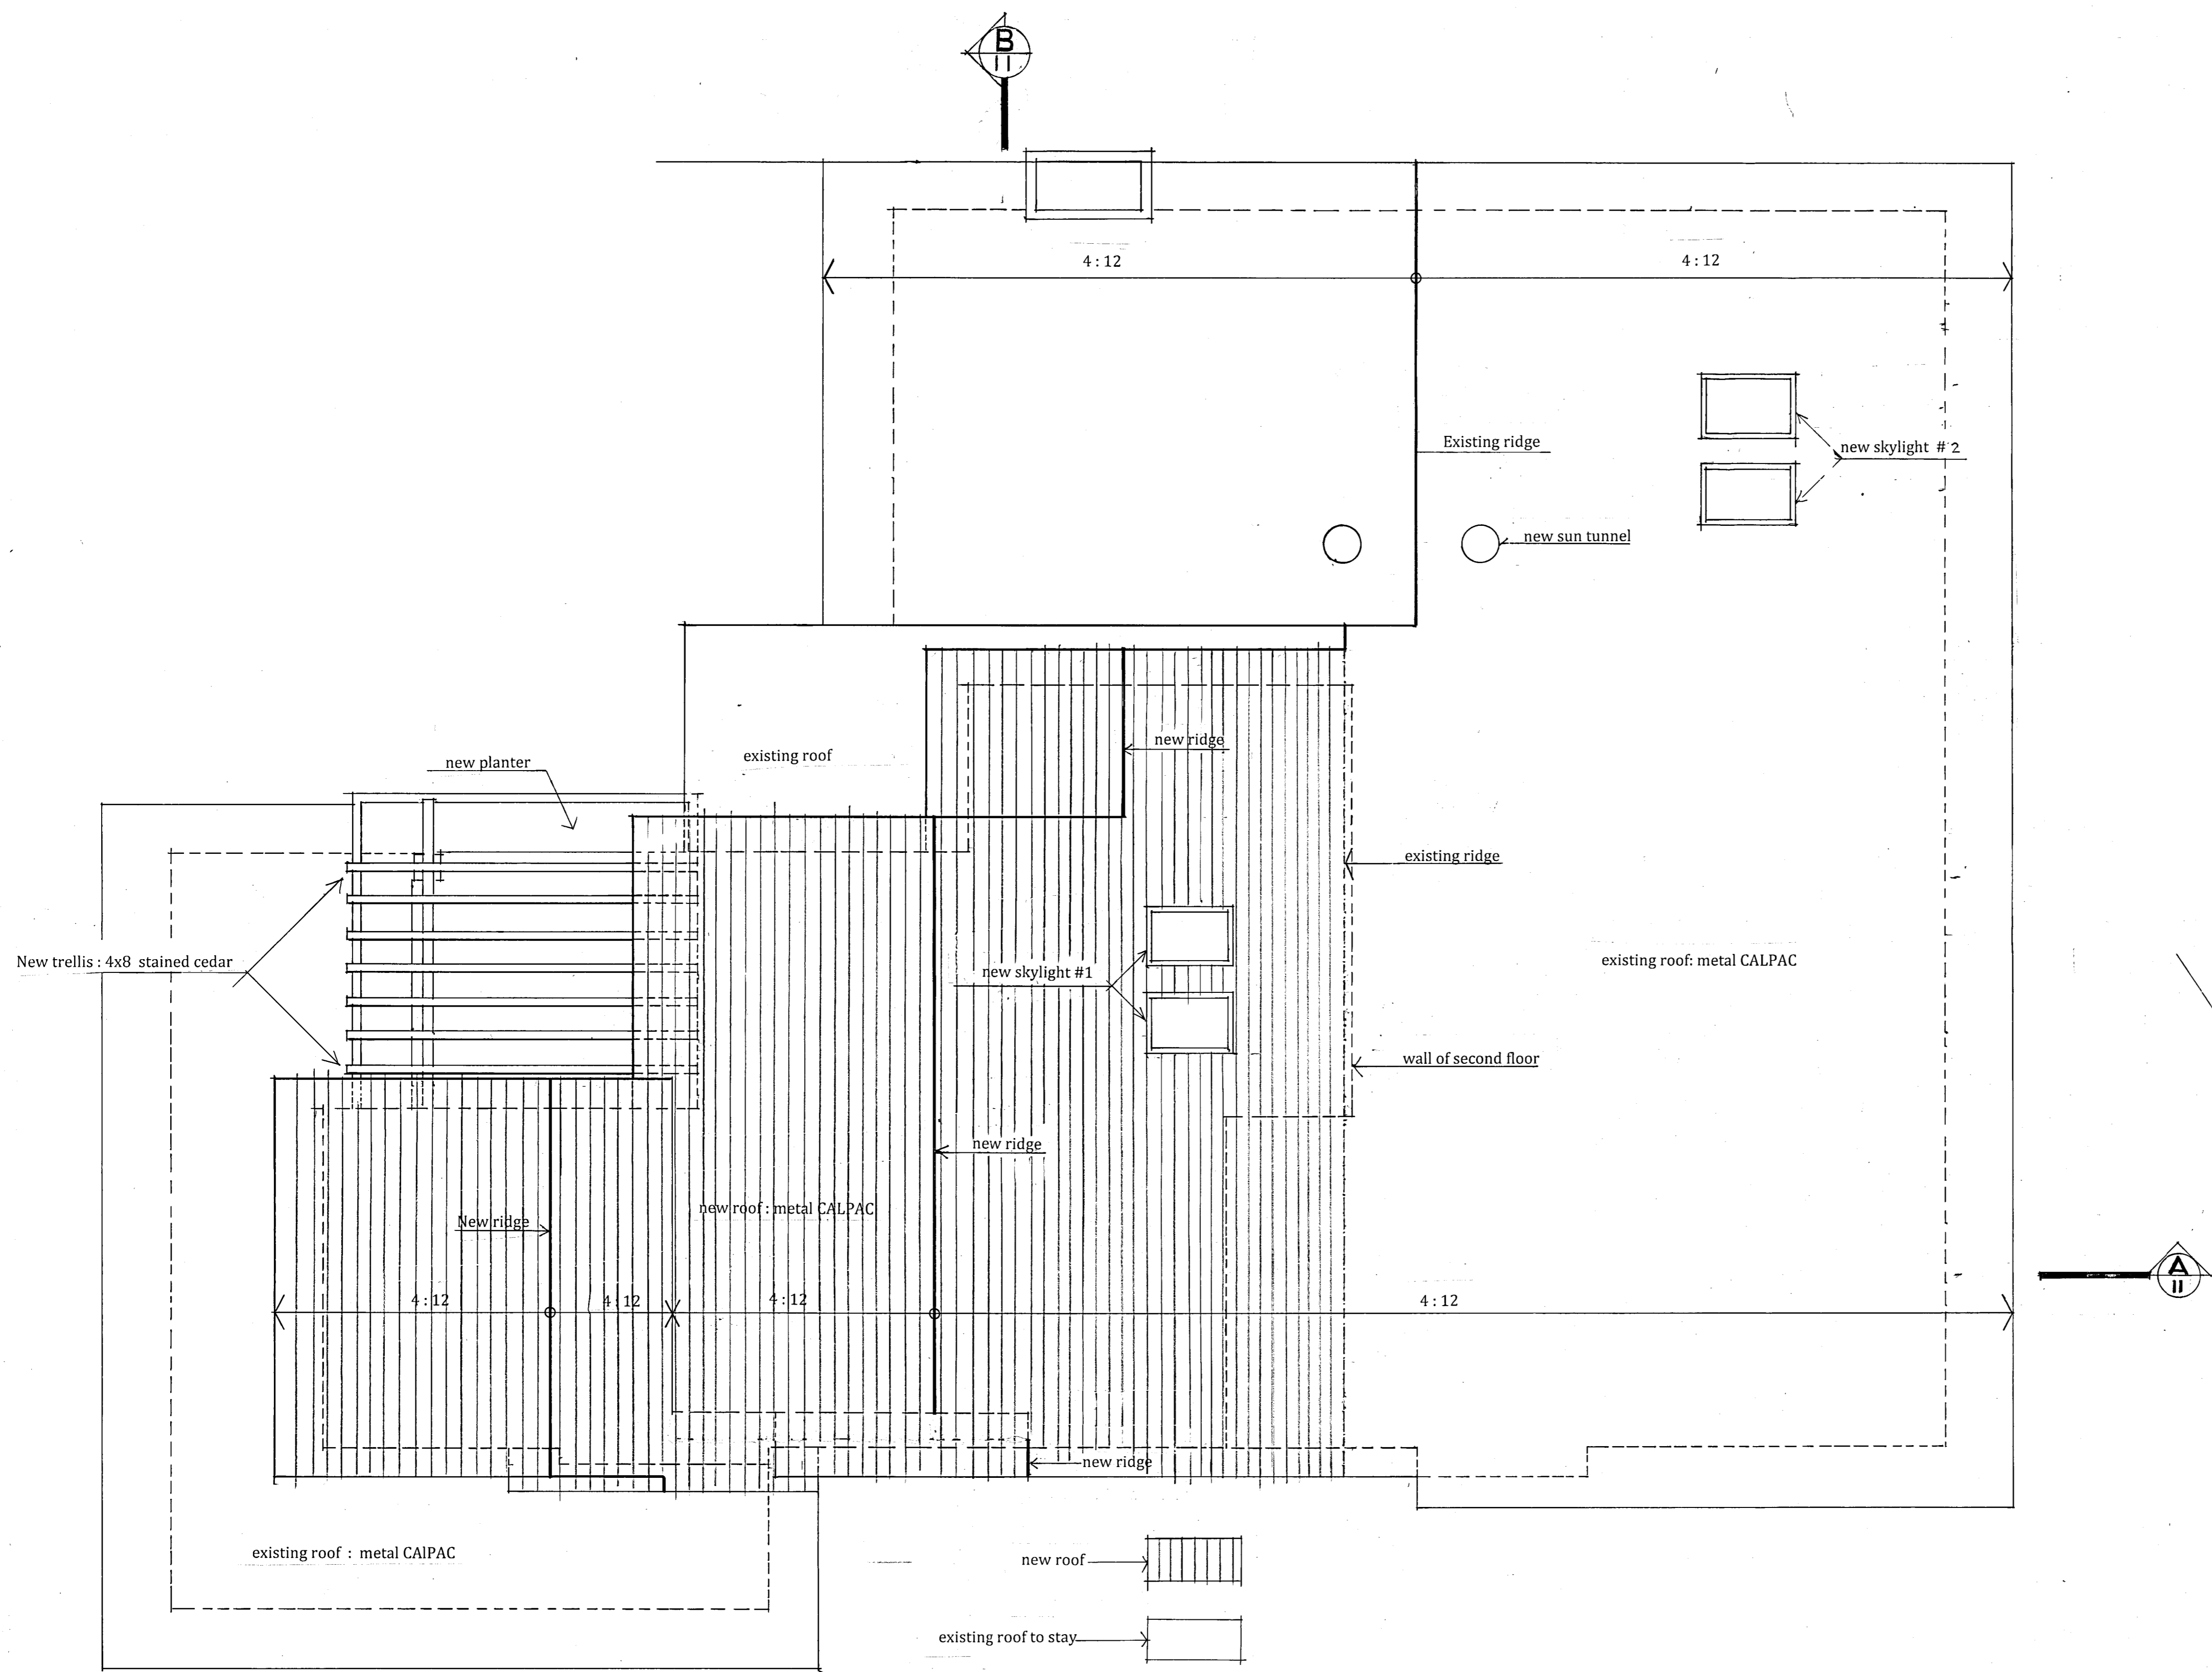 B
11
4 : 12
4 : 12
Existing ridge
new skylight # 2
new sun tunnel
new ridge
existing roof
new planter
existing ridge
New trellis : 4x8 stained cedar
new skylight #1
existing roof: metal CALPAC
wall of second floor
new ridge
new roof : metal CALPAC
New ridge
A
11
4 : 12
4 : 12
4 : 12
4 : 12
new ridge
existing roof : metal CAlPAC
new roof
existing roof to stay